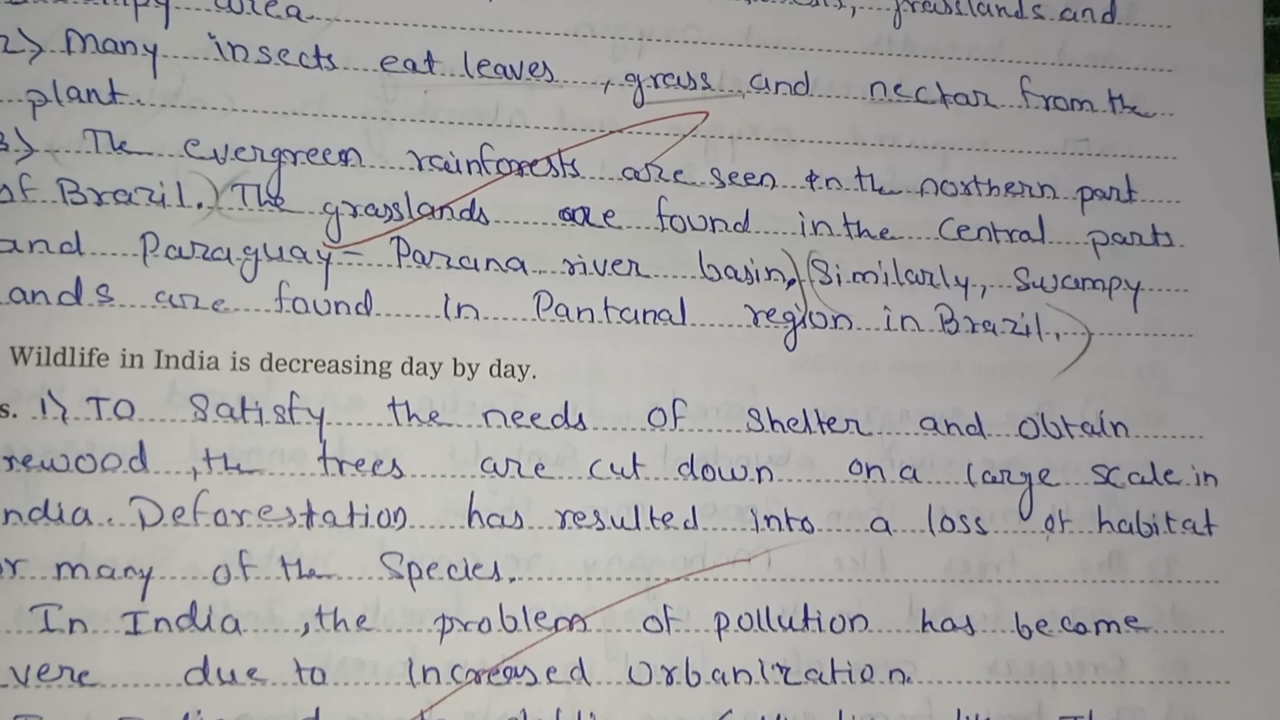 area grasslands and
2) Many insects eat leaves, grass, and nectar from the
plant.
3) The evergreen rainforests are seen in the northern part
of Brazil. The grasslands are found in the central parts
and Paraguay - Parana river basin, Similarly, swampy
ands are found in Pantanal region in Brazil.
Wildlife in India is decreasing day by day.
s. 1) To Satisfy the needs of shelter and obtain
rewood, the trees are cut down on a large scale in
ndia. Deforestation has resulted into a loss of habitat
or many of the species.
In India, the problem of pollution has become
vere due to increased Urbanization.